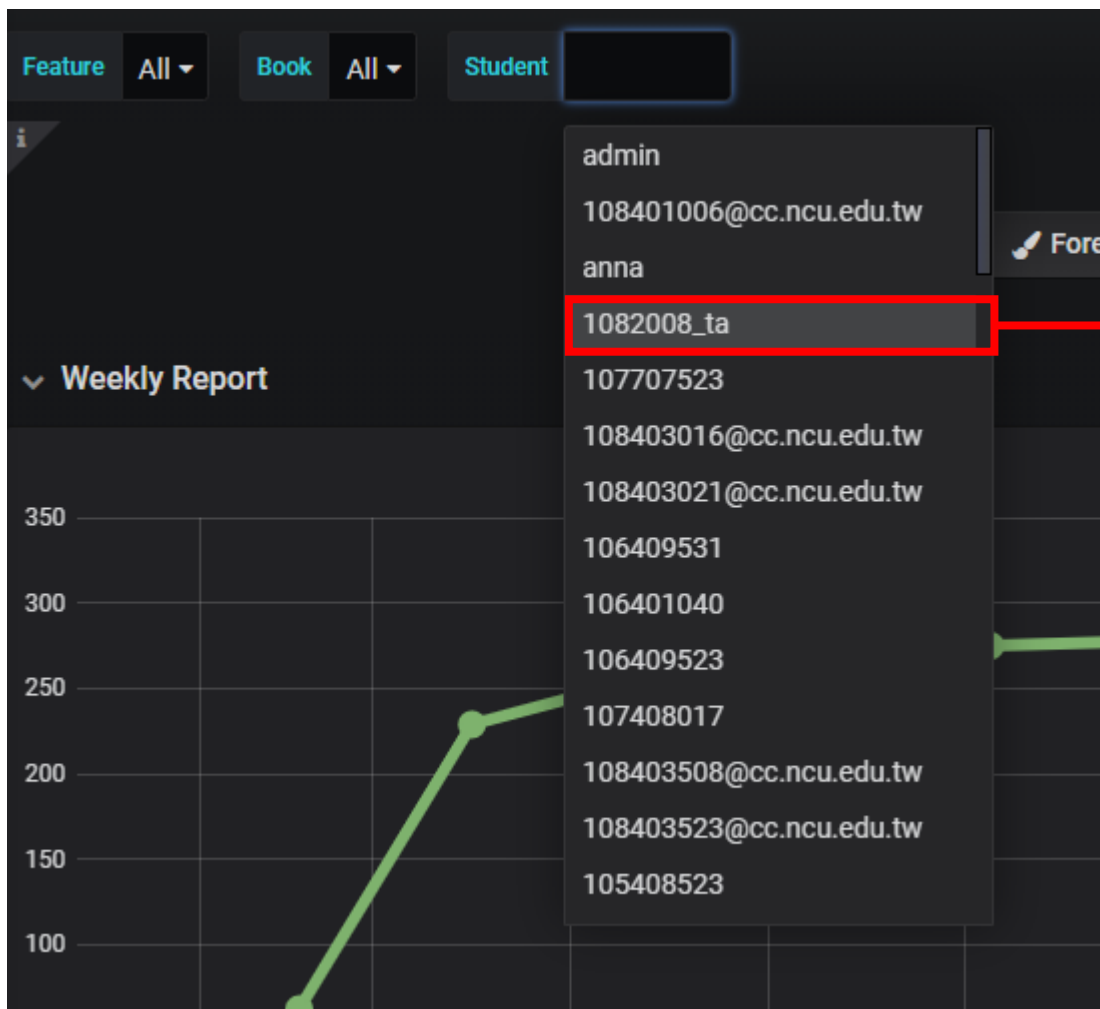 Feature All Book All Student
i
admin
108401006@cc.ncu.edu.tw
Fore
anna
1082008_ta
Weekly Report
107707523
108403016@cc.ncu.edu.tw
108403021@cc.ncu.edu.tw
350
106409531
300
106401040
106409523
250
107408017
200
108403508@cc.ncu.edu.tw
108403523@cc.ncu.edu.tw
150
105408523
100